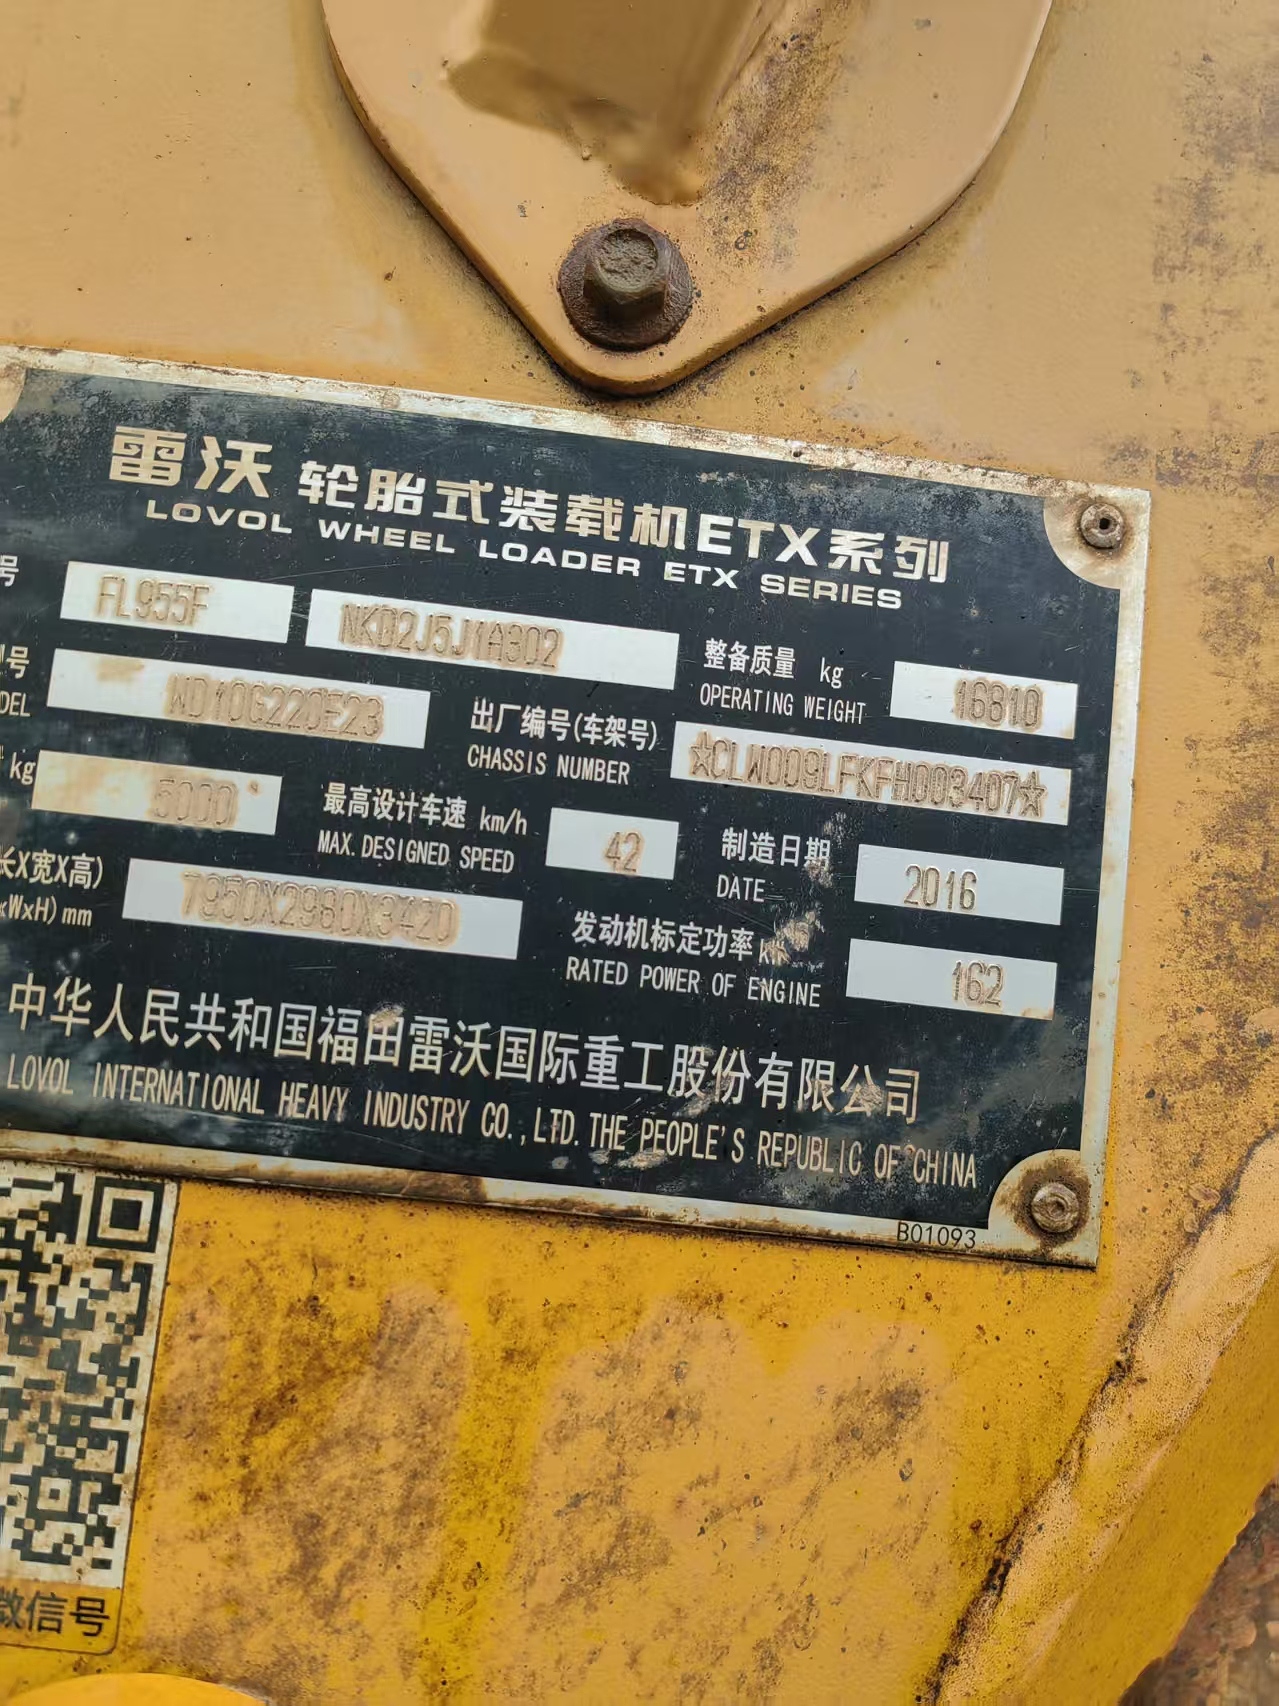 雷沃 轮胎式装载机ETX系列
LOVOL WHEEL LOADER ETX SERIES
号 FL955F NKD2J5J1A302
整备质量 kg 16810
OPERATING WEIGHT
号 WD10G220E23
DEL
出厂编号(车架号) ☆CLW009LFKFH003407☆
CHASSIS NUMBER
kg 5000
最高设计车速 km/h 42
MAX.DESIGNED SPEED
制造日期 2016
DATE
长X宽X高) 7950X2980X3420
xWxH) mm
发动机标定功率 162
RATED POWER OF ENGINE
中华人民共和国福田雷沃国际重工股份有限公司
LOVOL INTERNATIONAL HEAVY INDUSTRY CO.,LTD.THE PEOPLE'S REPUBLIC OF CHINA
B01093
微信号